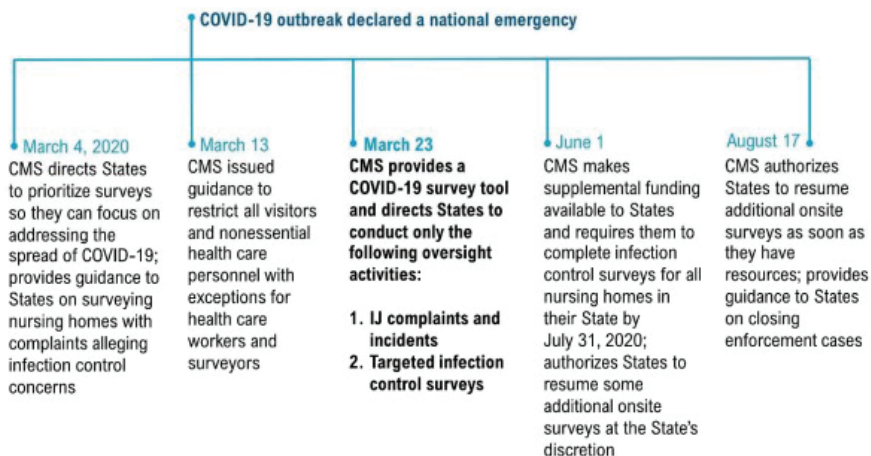 COVID-19 outbreak declared a national emergency
March 4, 2020
CMS directs States
to prioritize surveys
so they can focus on
addressing the
spread of COVID-19;
provides guidance to
States on surveying
nursing homes with
complaints alleging
infection control
concerns
March 13
CMS issued
guidance to
restrict all visitors
and nonessential
health care
personnel with
exceptions for
health care
workers and
surveyors
March 23
CMS provides a
COVID-19 survey tool
and directs States to
conduct only the
following oversight
activities:
1. IJ complaints and
incidents
2. Targeted infection
control surveys
June 1
CMS makes
supplemental funding
available to States
and requires them to
complete infection
control surveys for all
nursing homes in
their State by
July 31, 2020;
authorizes States to
resume some
additional onsite
surveys at the State's
discretion
August 17
CMS authorizes
States to resume
additional onsite
surveys as soon as
they have
resources; provides
guidance to States
on closing
enforcement cases